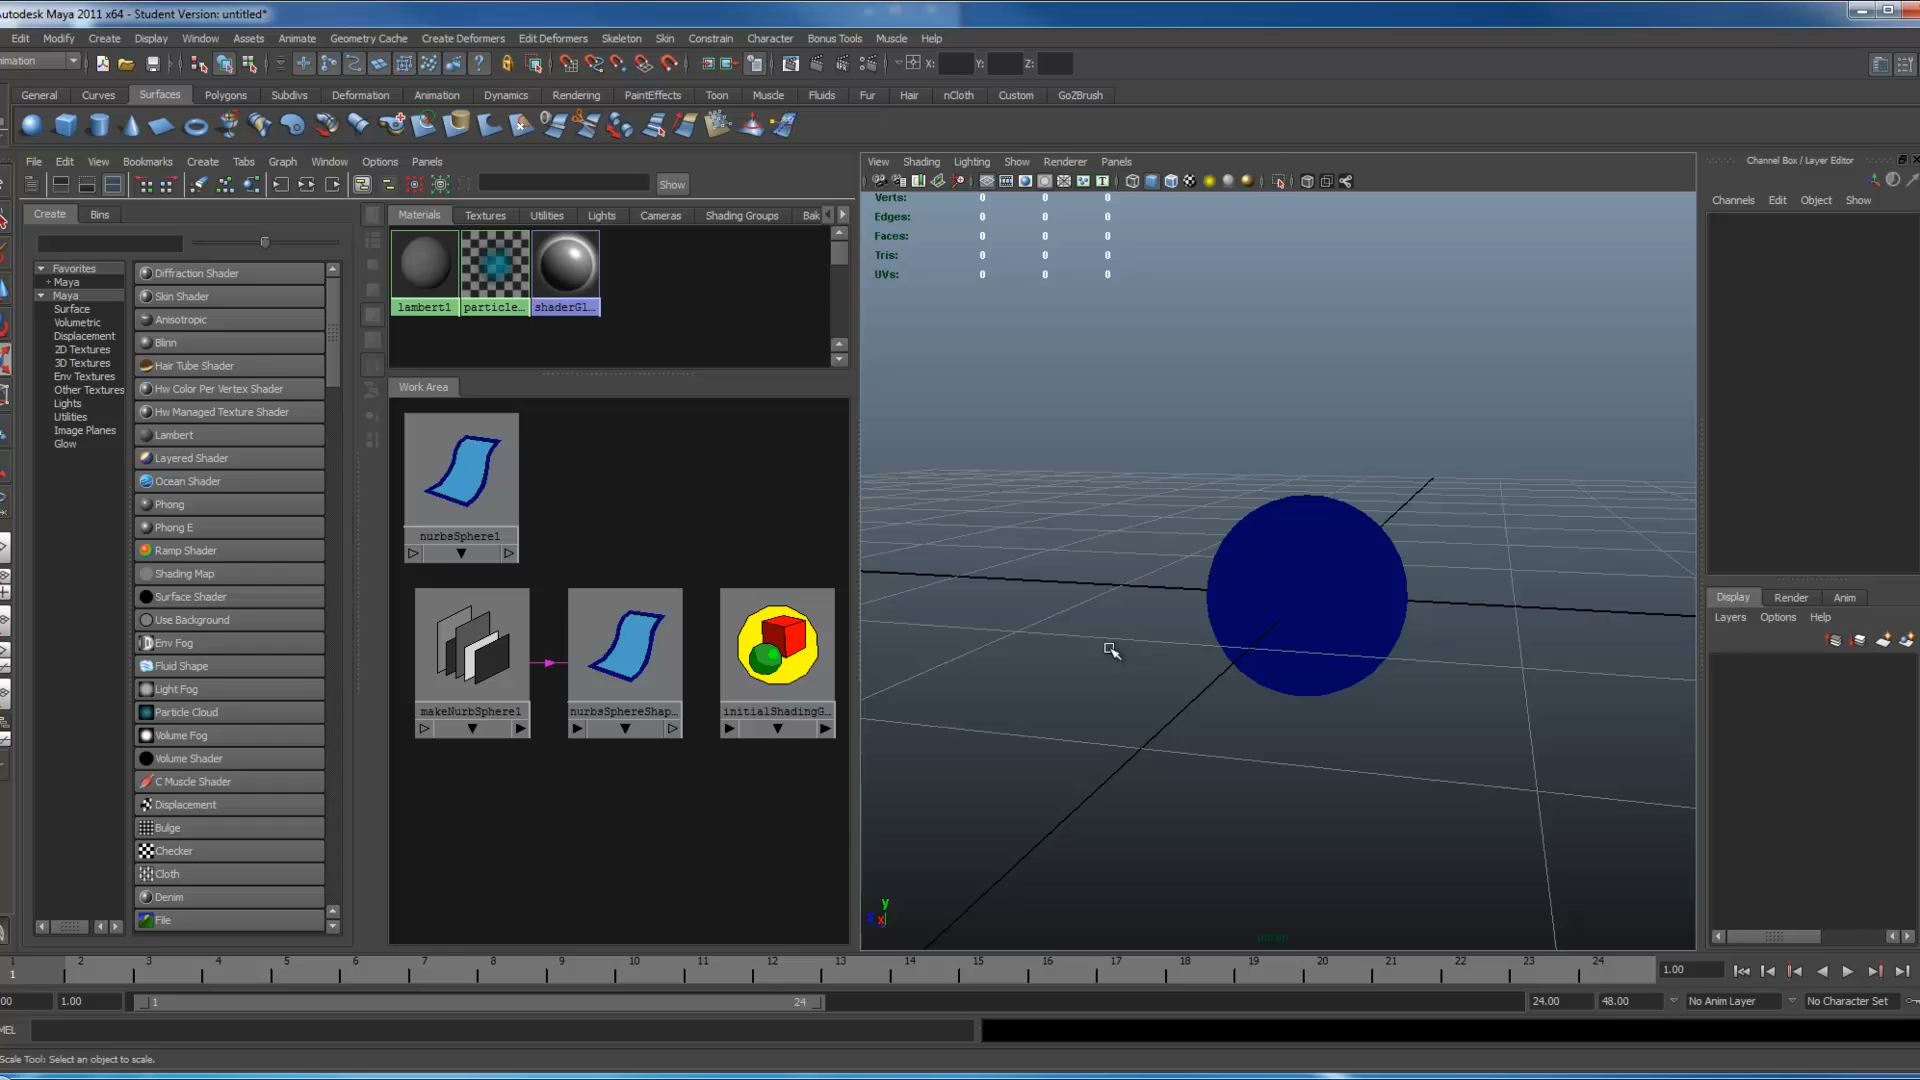 Autodesk Maya 2011 x64 - Student Version: untitled*
Edit Modify Create Display Window Assets Animate Geometry Cache Create Deformers Edit Deformers Skeleton Skin Constrain Character Bonus Tools Muscle Help
nimation X: Y: Z:
General Curves Surfaces Polygons Subdivs Deformation Animation Dynamics Rendering PaintEffects Toon Muscle Fluids Fur Hair nCloth Custom GoZBrush
File Edit View Bookmarks Create Tabs Graph Window Options Panels
Show
Create Bins
Favorites
+ Maya
Maya
Surface
Volumetric
Displacement
2D Textures
3D Textures
Env Textures
Other Textures
Lights
Utilities
Image Planes
Glow
Diffraction Shader
Skin Shader
Anisotropic
Blinn
Hair Tube Shader
Hw Color Per Vertex Shader
Hw Managed Texture Shader
Lambert
Layered Shader
Ocean Shader
Phong
Phong E
Ramp Shader
Shading Map
Surface Shader
Use Background
Env Fog
Fluid Shape
Light Fog
Particle Cloud
Volume Fog
Volume Shader
C Muscle Shader
Displacement
Bulge
Checker
Cloth
Denim
File
Materials Textures Utilities Lights Cameras Shading Groups Bak
lambert1 particle... shaderGl...
Work Area
nurbsSphere1
makeNurbSphere1 nurbsSphereShap... initialShadingG...
View Shading Lighting Show Renderer Panels
Verts: 0 0 0
Edges: 0 0 0
Faces: 0 0 0
Tris: 0 0 0
UVs: 0 0 0
y
x
persp
Channel Box / Layer Editor
Channels Edit Object Show
Display Render Anim
Layers Options Help
1 2 3 4 5 6 7 8 9 10 11 12 13 14 15 16 17 18 19 20 21 22 23 24
1 1.00
00 1.00 1 24 24.00 48.00 No Anim Layer No Character Set
MEL
Scale Tool: Select an object to scale.